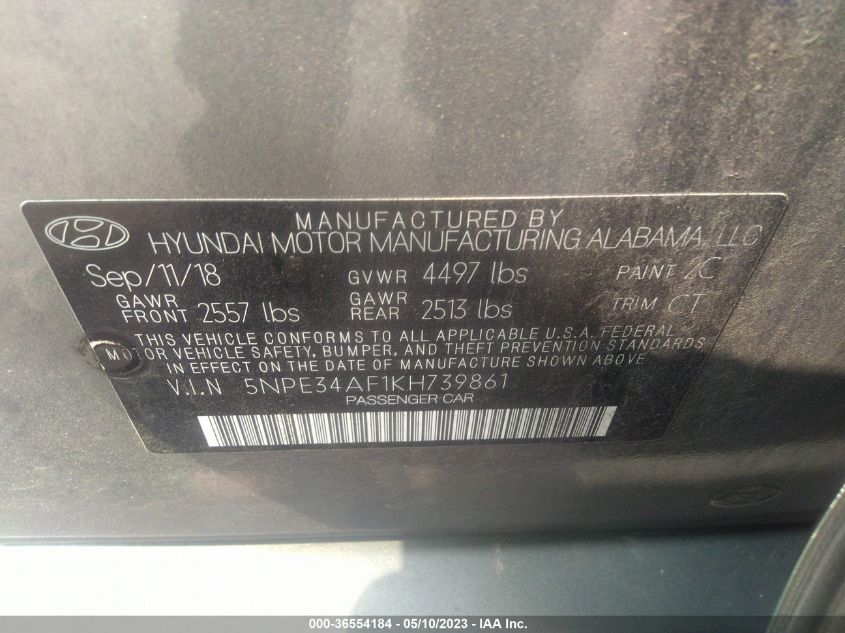 MANUFACTURED BY
HYUNDAI MOTOR MANUFACTURING ALABAMA, LLC
Sep/11/18 GVWR 4497 lbs PAINT 2C
GAWR FRONT 2557 lbs GAWR REAR 2513 lbs TRIM CT
THIS VEHICLE CONFORMS TO ALL APPLICABLE U.S.A. FEDERAL
MOTOR VEHICLE SAFETY, BUMPER, AND THEFT PREVENTION STANDARDS
IN EFFECT ON THE DATE OF MANUFACTURE SHOWN ABOVE.
V.I.N 5NPE34AF1KH739861
PASSENGER CAR
000-36554184 - 05/10/2023 - IAA Inc.